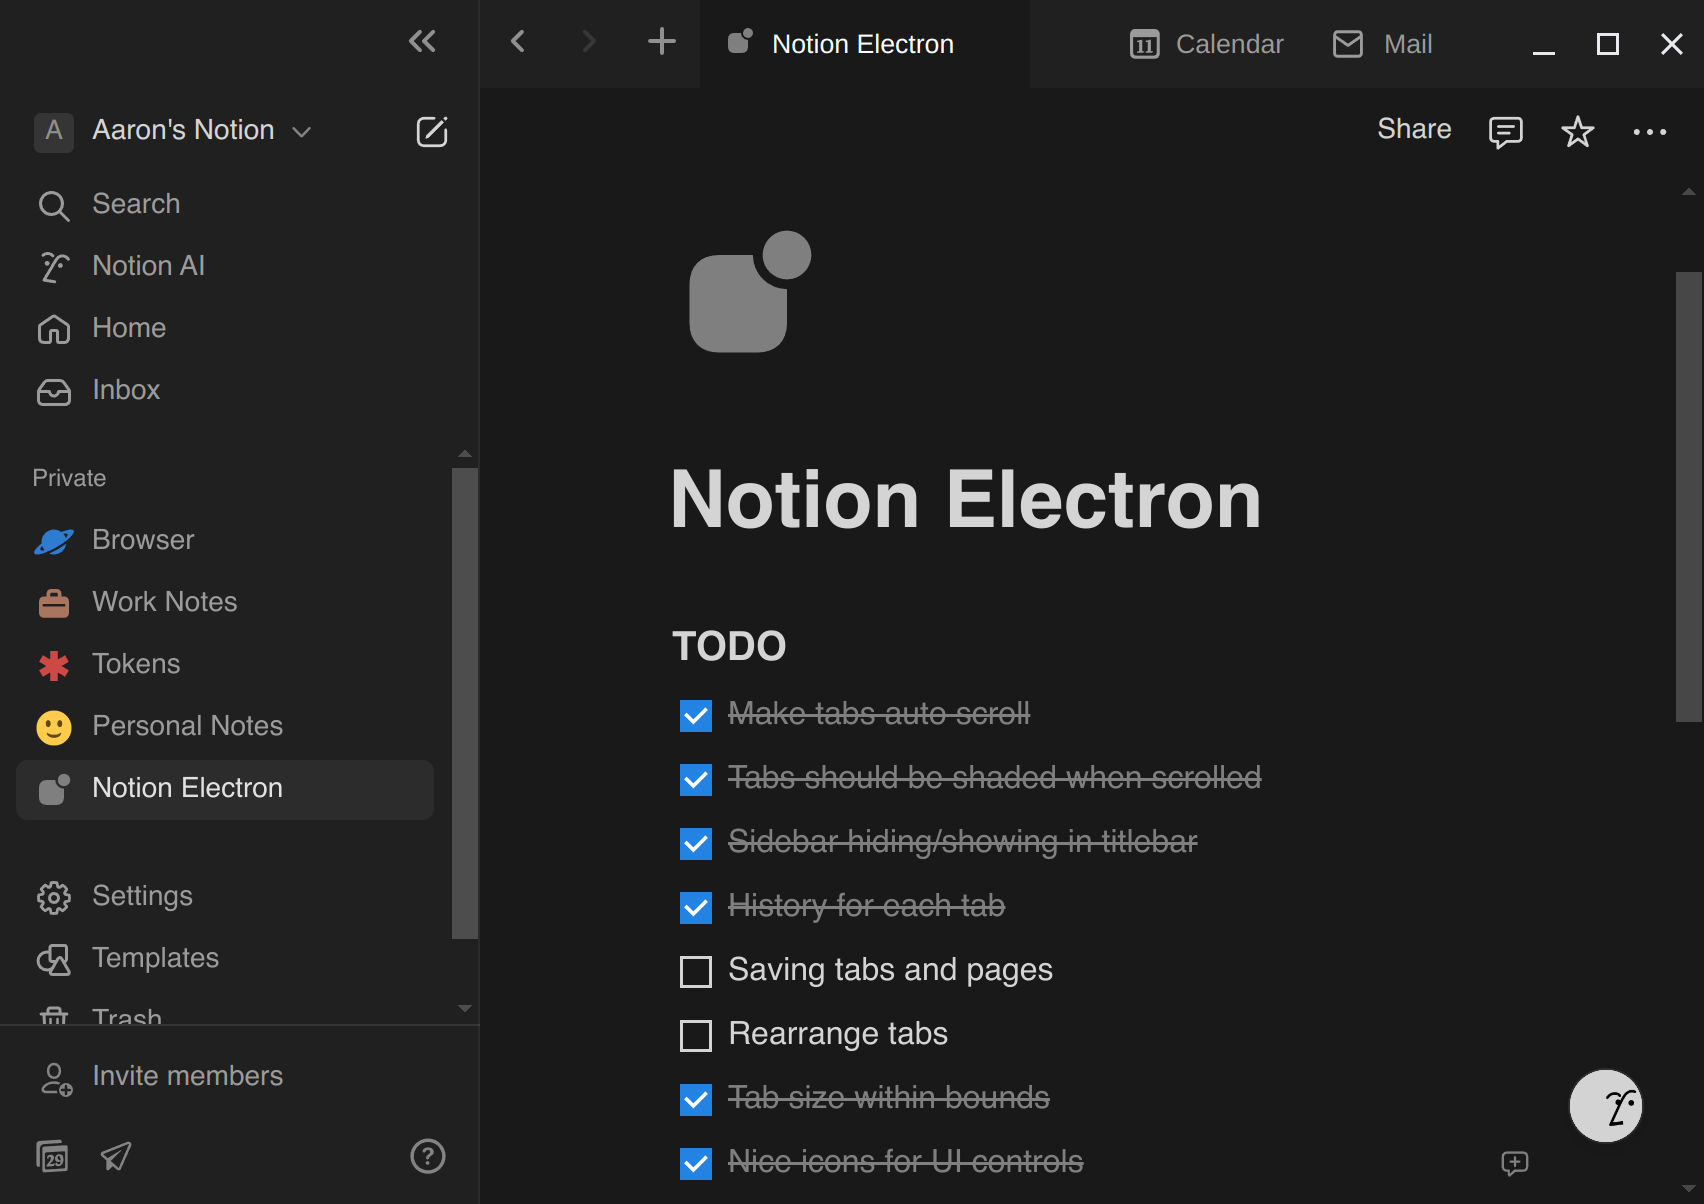 Notion Electron
11
Calendar
Mail
A
Aaron's Notion
Share
Search
Notion AI
Home
Inbox
Private
Browser
Work Notes
Tokens
Personal Notes
Notion Electron
Settings
Templates
Trash
Invite members
29
?
Notion Electron
TODO
Make tabs auto scroll
Tabs should be shaded when scrolled
Sidebar hiding/showing in titlebar
History for each tab
Saving tabs and pages
Rearrange tabs
Tab size within bounds
Nice icons for UI controls